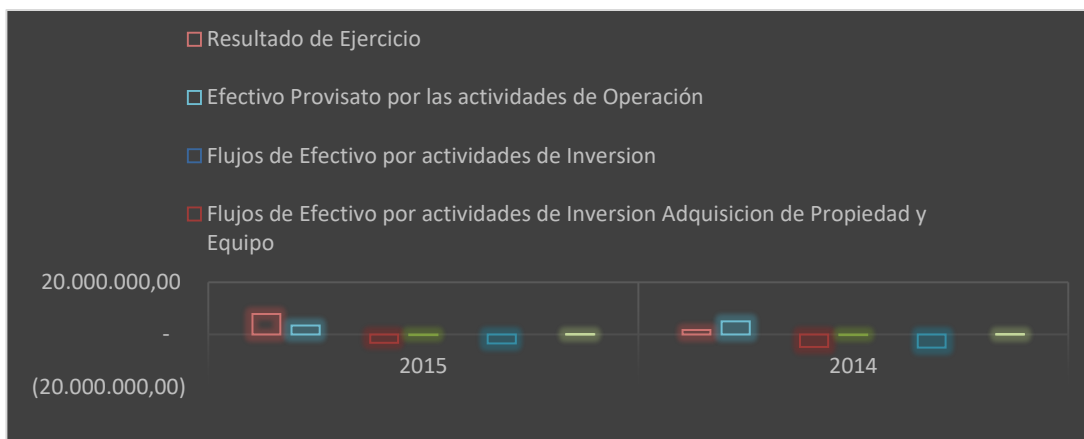 Resultado de Ejercicio
Efectivo Provisato por las actividades de Operación
Flujos de Efectivo por actividades de Inversion
Flujos de Efectivo por actividades de Inversion Adquisicion de Propiedad y
Equipo
20.000.000,00
-
2015
2014
(20.000.000,00)